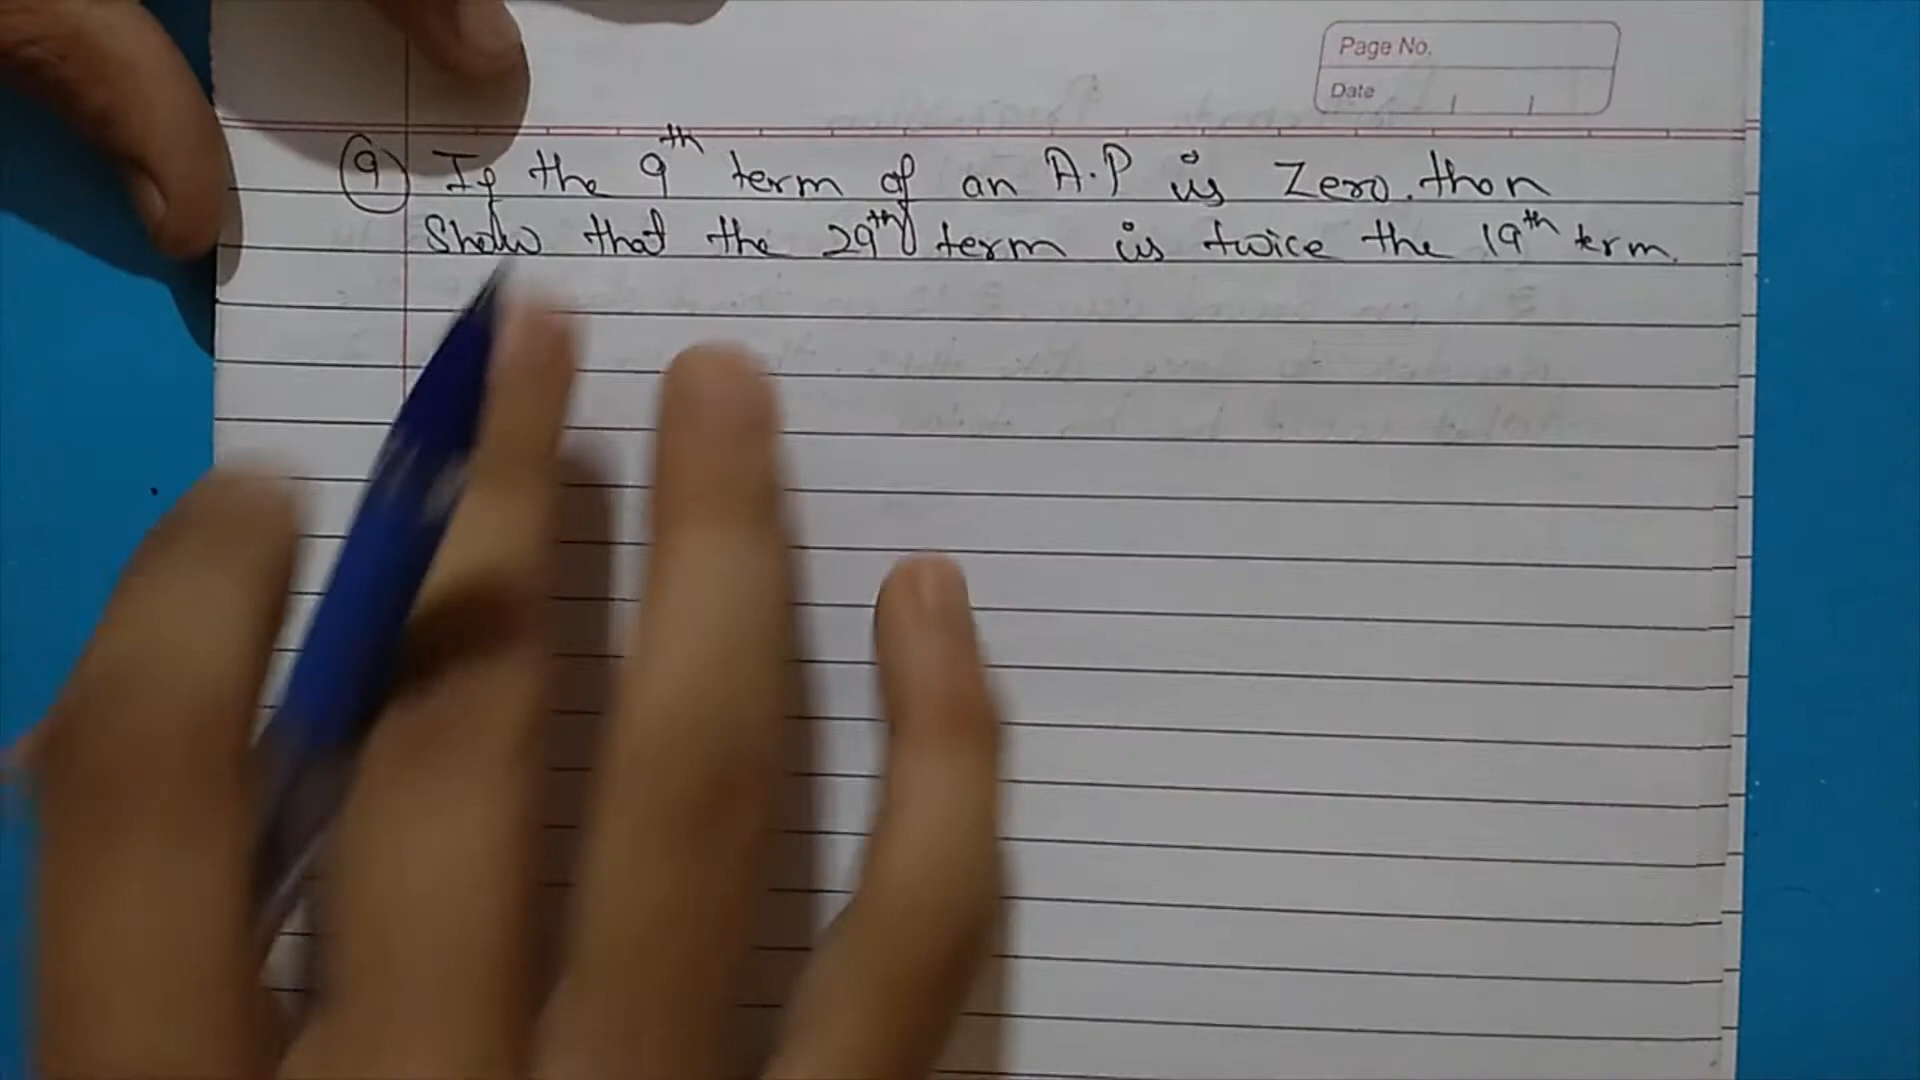 Page No.
Date
9 If the 9th term of an A.P is Zero. then
Show that the 29th term is twice the 19th term.